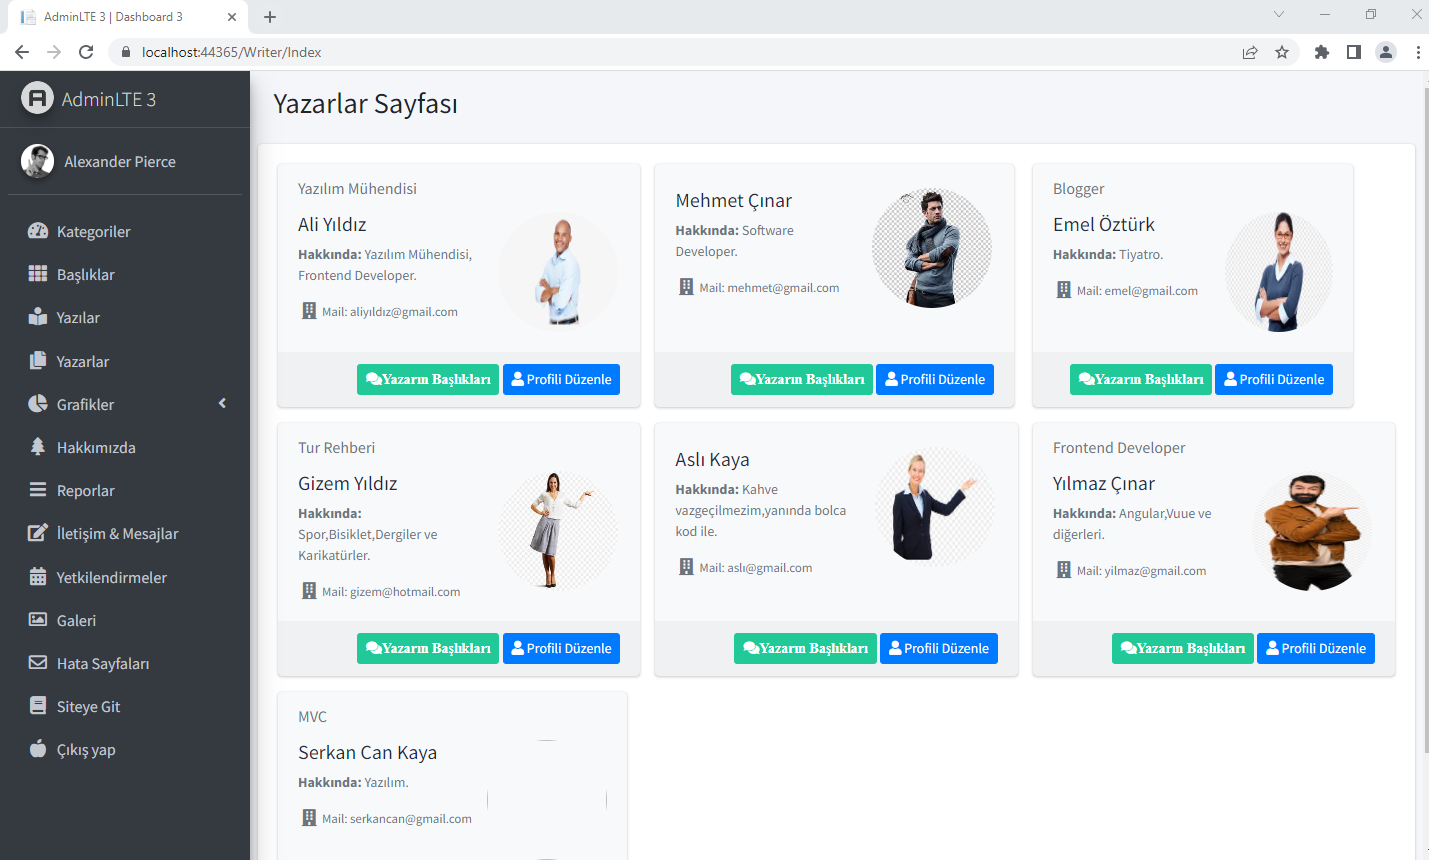 AdminLTE 3 | Dashboard 3
localhost:44365/Writer/Index
AdminLTE 3
Alexander Pierce
Kategoriler
Başlıklar
Yazılar
Yazarlar
Grafikler
Hakkımızda
Reporlar
İletişim & Mesajlar
Yetkilendirmeler
Galeri
Hata Sayfaları
Siteye Git
Çıkış yap
Yazarlar Sayfası
Yazılım Mühendisi
Ali Yıldız
Hakkında: Yazılım Mühendisi,
Frontend Developer.
Mail: aliyıldız@gmail.com
Yazarın Başlıkları Profili Düzenle
Mehmet Çınar
Hakkında: Software
Developer.
Mail: mehmet@gmail.com
Yazarın Başlıkları Profili Düzenle
Blogger
Emel Öztürk
Hakkında: Tiyatro.
Mail: emel@gmail.com
Yazarın Başlıkları Profili Düzenle
Tur Rehberi
Gizem Yıldız
Hakkında:
Spor,Bisiklet,Dergiler ve
Karikatürler.
Mail: gizem@hotmail.com
Yazarın Başlıkları Profili Düzenle
Aslı Kaya
Hakkında: Kahve
vazgeçilmezim,yanında bolca
kod ile.
Mail: aslı@gmail.com
Yazarın Başlıkları Profili Düzenle
Frontend Developer
Yılmaz Çınar
Hakkında: Angular,Vuue ve
diğerleri.
Mail: yilmaz@gmail.com
Yazarın Başlıkları Profili Düzenle
MVC
Serkan Can Kaya
Hakkında: Yazılım.
Mail: serkancan@gmail.com